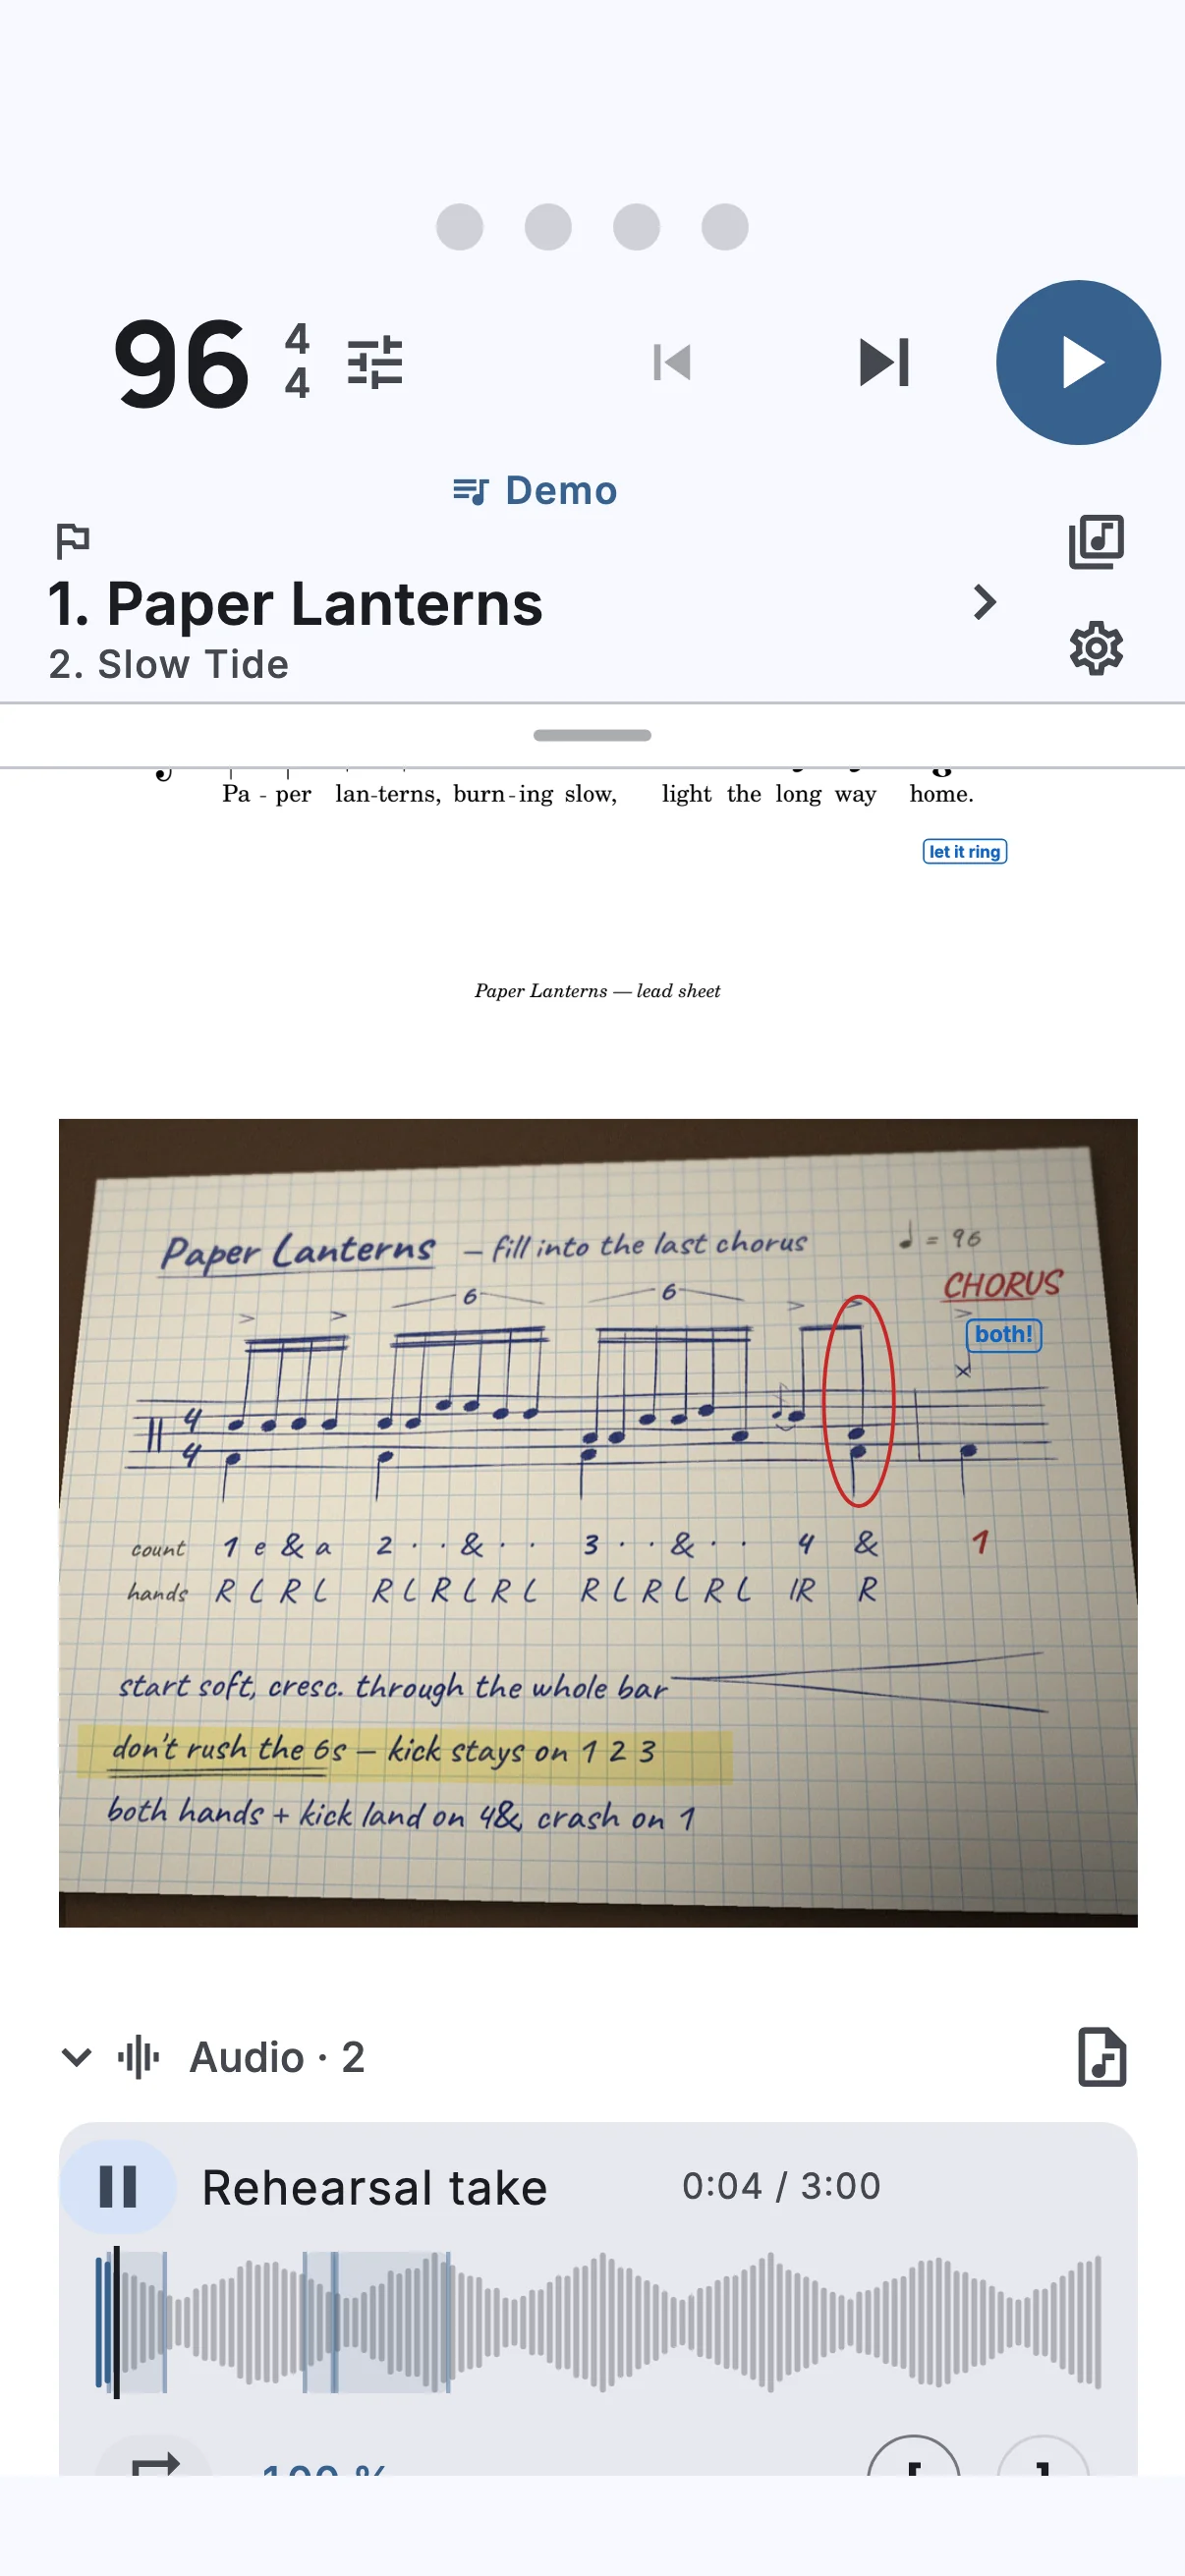 96 4 4
Demo
1. Paper Lanterns
2. Slow Tide
Pa - per lan-terns, burn-ing slow, light the long way home.
let it ring
Paper Lanterns — lead sheet
Paper Lanterns – fill into the last chorus ♩ = 96
CHORUS
6 6
both!
4
4
count 1 e & a 2 · · & · · 3 · · & · · 4 & 1
hands R L R L R L R L R L R L R L R L lR R
start soft, cresc. through the whole bar
don't rush the 6s – kick stays on 1 2 3
both hands + kick land on 4&, crash on 1
Audio · 2
Rehearsal take 0:04 / 3:00
100 %
[ ]